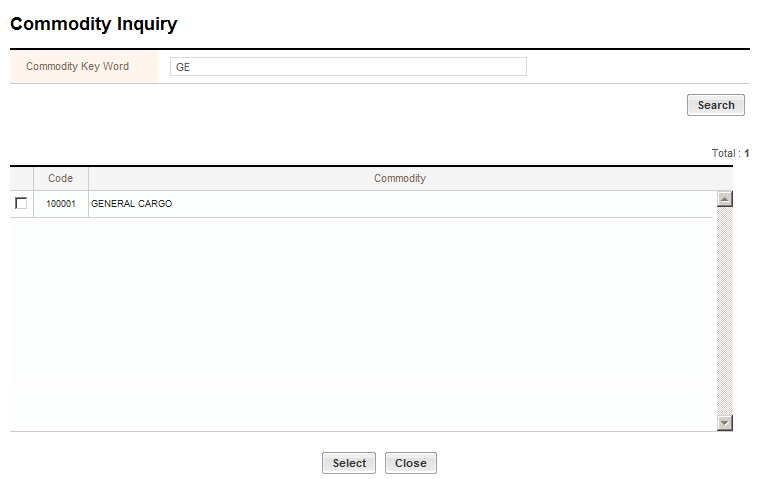 Commodity Inquiry
Commodity Key Word GE
Search
Total : 1
Code Commodity
100001 GENERAL CARGO
Select Close